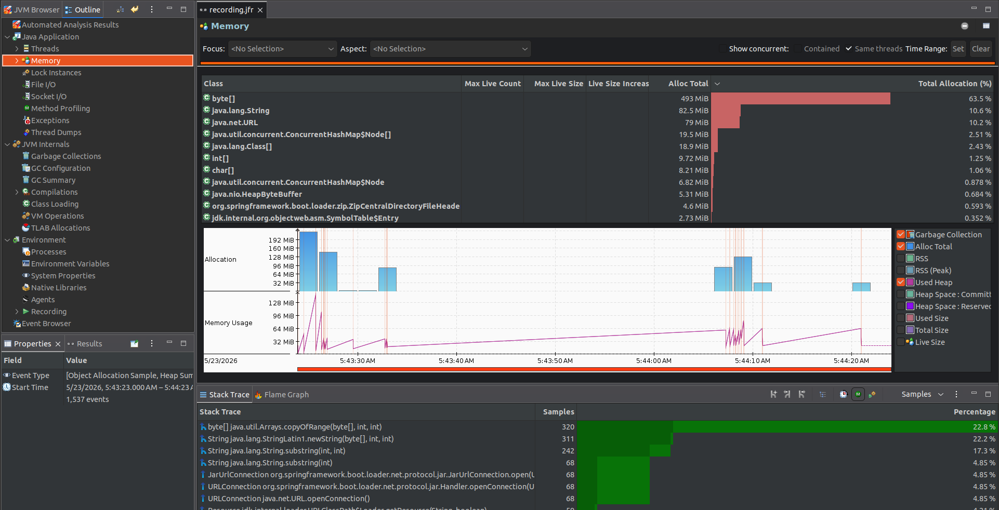 JVM Browser
Outline
Automated Analysis Results
Java Application
Threads
Memory
Lock Instances
File I/O
Socket I/O
Method Profiling
Exceptions
Thread Dumps
JVM Internals
Garbage Collections
GC Configuration
GC Summary
Compilations
Class Loading
VM Operations
TLAB Allocations
Environment
Processes
Environment Variables
System Properties
Native Libraries
Agents
Recording
Event Browser
Properties
Results
Field Value
Event Type [Object Allocation Sample, Heap Sum
Start Time 5/23/2026, 5:43:23.000 AM – 5:44:23 A
1,537 events
recording.jfr
Memory
Focus: <No Selection> Aspect: <No Selection> Show concurrent: Contained Same threads Time Range: Set Clear
Class Max Live Count Max Live Size Live Size Increas Alloc Total Total Allocation (%)
byte[] 493 MiB 63.5 %
java.lang.String 82.5 MiB 10.6 %
java.net.URL 79 MiB 10.2 %
java.util.concurrent.ConcurrentHashMap$Node[] 19.5 MiB 2.51 %
java.lang.Class[] 18.9 MiB 2.43 %
int[] 9.72 MiB 1.25 %
char[] 8.21 MiB 1.06 %
java.util.concurrent.ConcurrentHashMap$Node 6.82 MiB 0.878 %
java.nio.HeapByteBuffer 5.31 MiB 0.684 %
org.springframework.boot.loader.zip.ZipCentralDirectoryFileHeade 4.6 MiB 0.593 %
jdk.internal.org.objectweb.asm.SymbolTable$Entry 2.73 MiB 0.352 %
Allocation
192 MiB
160 MiB
128 MiB
96 MiB
64 MiB
32 MiB
Memory Usage
128 MiB
96 MiB
64 MiB
32 MiB
5/23/2026 5:43:30 AM 5:43:40 AM 5:43:50 AM 5:44:00 AM 5:44:10 AM 5:44:20 AM
Garbage Collection
Alloc Total
RSS
RSS (Peak)
Used Heap
Heap Space : Committ
Heap Space : Reserved
Used Size
Total Size
Live Size
Stack Trace
Flame Graph
Samples
Stack Trace Samples Percentage
byte[] java.util.Arrays.copyOfRange(byte[], int, int) 320 22.8 %
String java.lang.StringLatin1.newString(byte[], int, int) 311 22.2 %
String java.lang.String.substring(int, int) 242 17.3 %
String java.lang.String.substring(int) 68 4.85 %
JarUrlConnection org.springframework.boot.loader.net.protocol.jar.JarUrlConnection.open(U 68 4.85 %
URLConnection org.springframework.boot.loader.net.protocol.jar.Handler.openConnection(U 68 4.85 %
URLConnection java.net.URL.openConnection() 68 4.85 %
Resource jdk.internal.loader.URLClassPath$Loader.getResource(String, boolean) 59 4.21 %